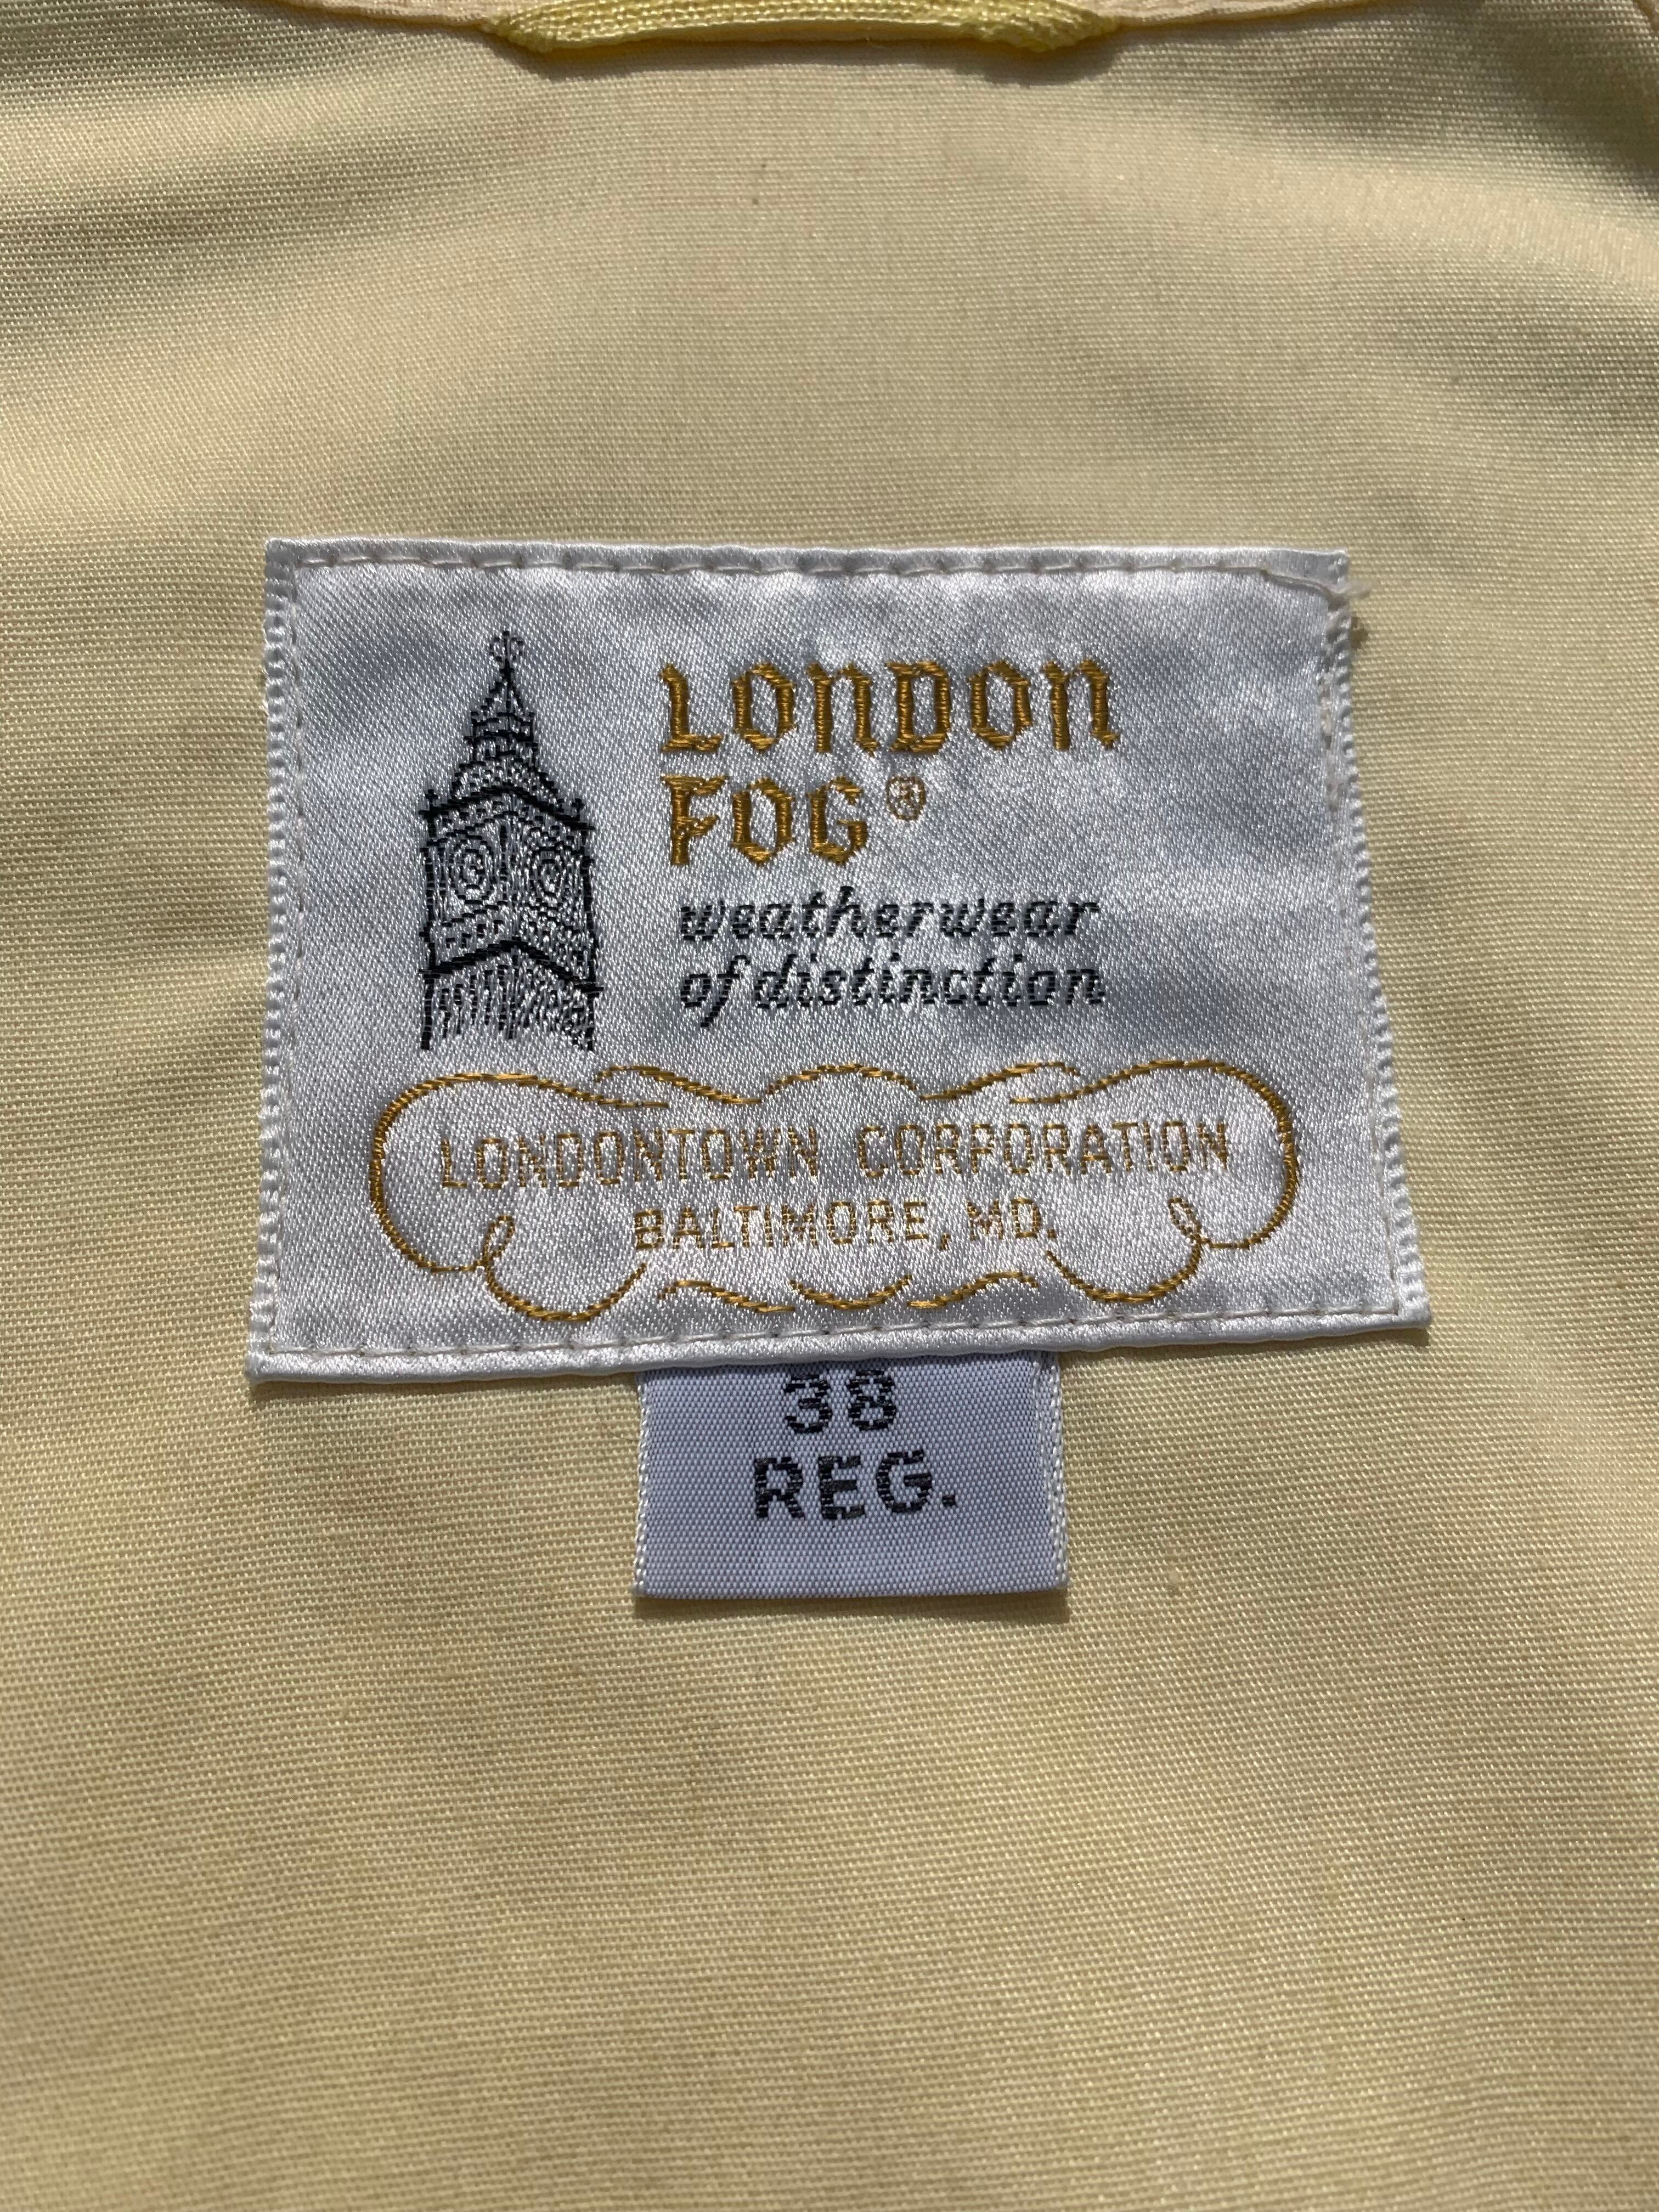 LONDON
FOG®
weatherwear
of distinction
LONDONTOWN CORPORATION
BALTIMORE, MD.
38
REG.